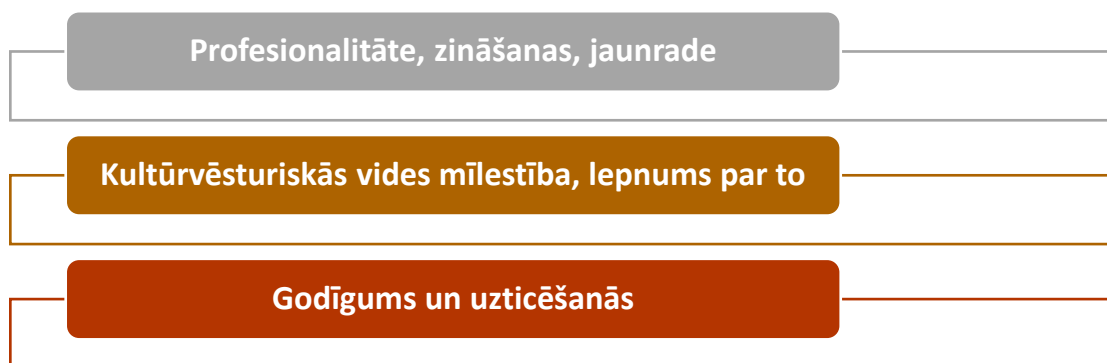 Profesionalitāte, zināšanas, jaunrade
Kultūrvēsturiskās vides mīlestība, lepnums par to
Godīgums un uzticēšanās